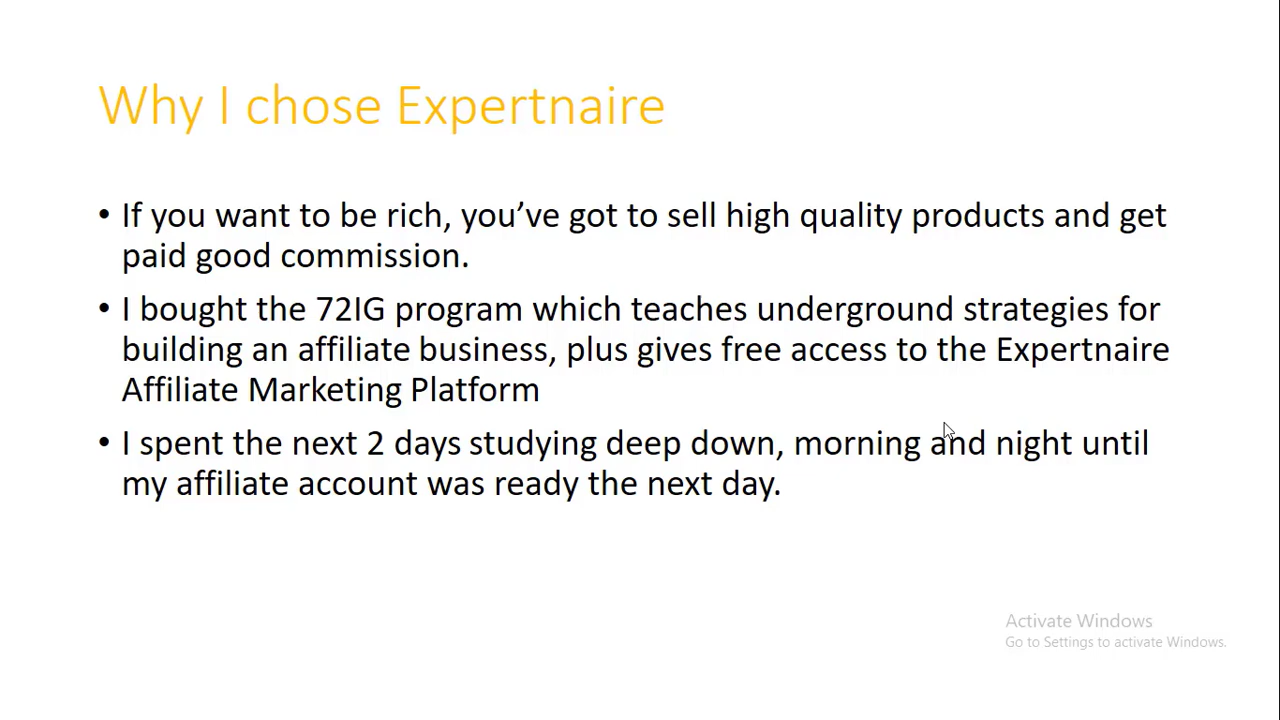 Why I chose Expertnaire
• If you want to be rich, you’ve got to sell high quality products and get
paid good commission.
• I bought the 72IG program which teaches underground strategies for
building an affiliate business, plus gives free access to the Expertnaire
Affiliate Marketing Platform
• I spent the next 2 days studying deep down, morning and night until
my affiliate account was ready the next day.
Activate Windows
Go to Settings to activate Windows.